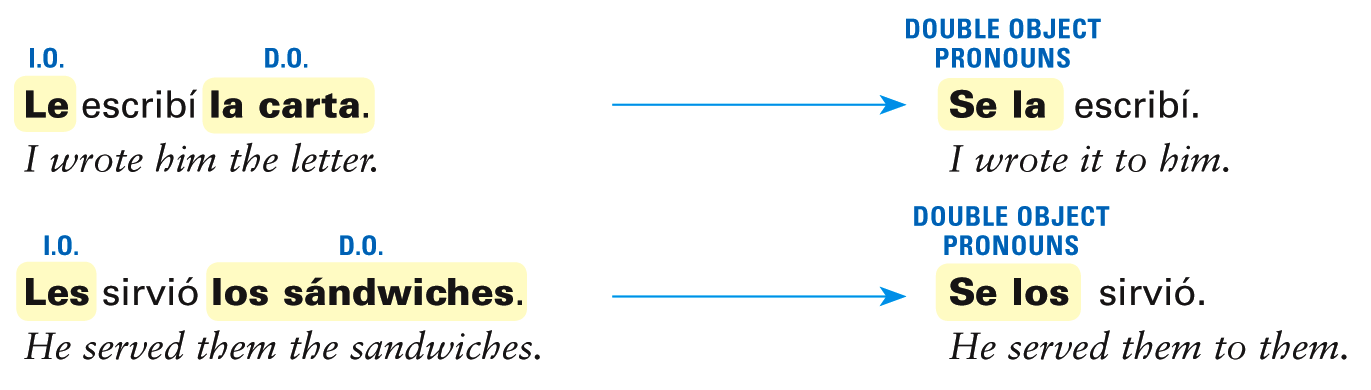 I.O. D.O.
Le escribí la carta.
I wrote him the letter.
DOUBLE OBJECT
PRONOUNS
Se la escribí.
I wrote it to him.
I.O. D.O.
Les sirvió los sándwiches.
He served them the sandwiches.
DOUBLE OBJECT
PRONOUNS
Se los sirvió.
He served them to them.